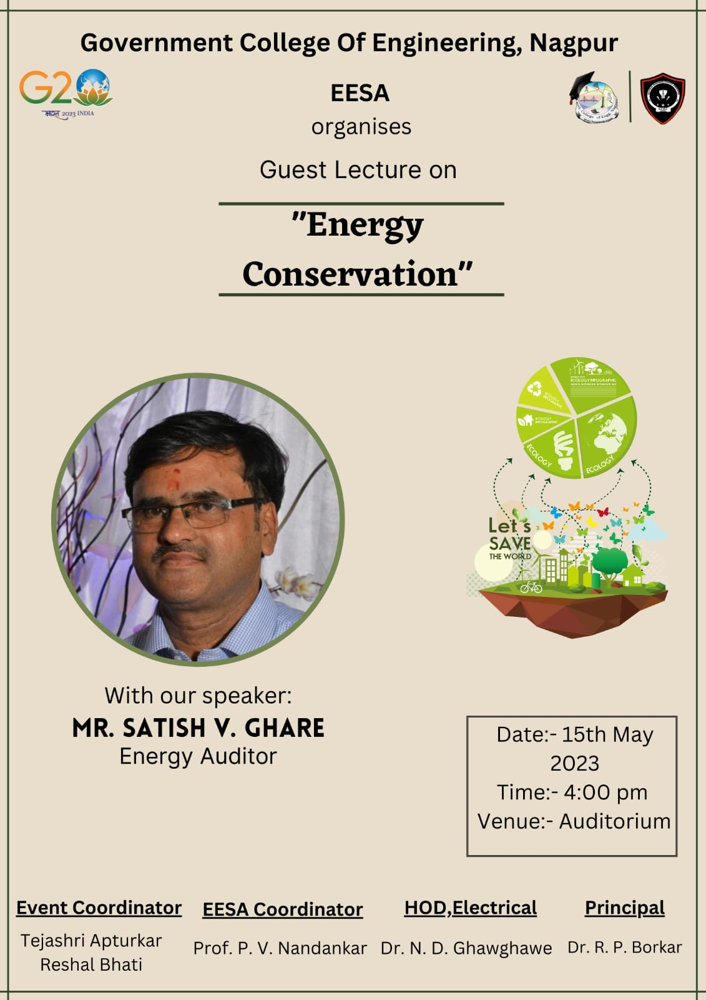 Government College Of Engineering, Nagpur
G20
भारत 2023 INDIA
EESA
organises
Guest Lecture on
"Energy
Conservation"
ECOLOGY INFOGRAPHIC
ECOLOGY
INFOGRAPHIC
ECOLOGY
INFOGRAPHIC
ECOLOGY
ECOLOGY
Let's
SAVE
THE WORLD
With our speaker:
MR. SATISH V. GHARE
Energy Auditor
Date:- 15th May
2023
Time:- 4:00 pm
Venue:- Auditorium
Event Coordinator
Tejashri Apturkar
Reshal Bhati
EESA Coordinator
Prof. P. V. Nandankar
HOD,Electrical
Dr. N. D. Ghawghawe
Principal
Dr. R. P. Borkar